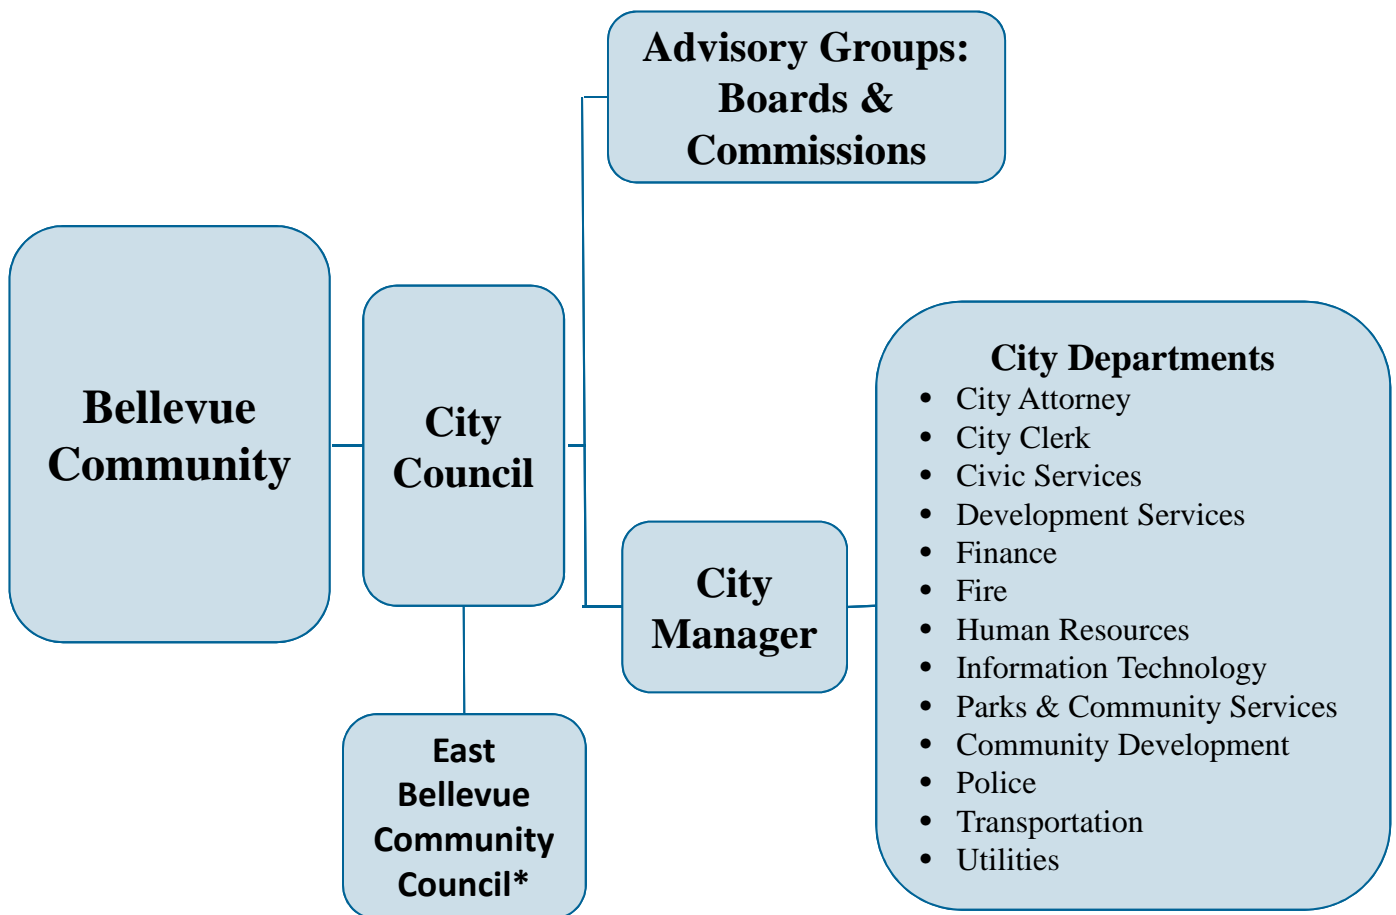 Advisory Groups:
Boards &
Commissions
Bellevue
Community
City
Council
City
Manager
East
Bellevue
Community
Council*
City Departments
• City Attorney
• City Clerk
• Civic Services
• Development Services
• Finance
• Fire
• Human Resources
• Information Technology
• Parks & Community Services
• Community Development
• Police
• Transportation
• Utilities